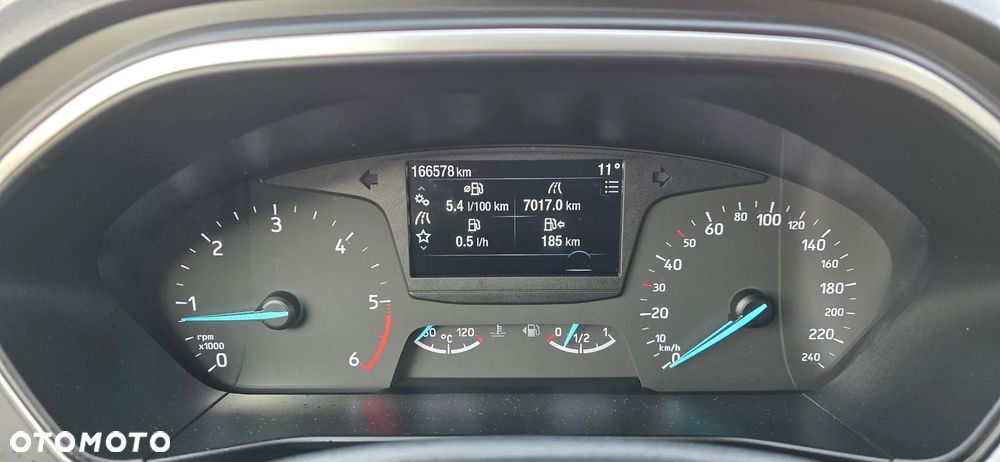 166578 km 11°
5.4 l/100 km 7017.0 km
0.5 l/h 185 km
0 1 2 3 4 5 6
rpm
x1000
60 °C 120
0 1/2 1
0 10 20 30 40 50 60 80 100 120 140 160 180 200 220 240
km/h
OTOMOTO